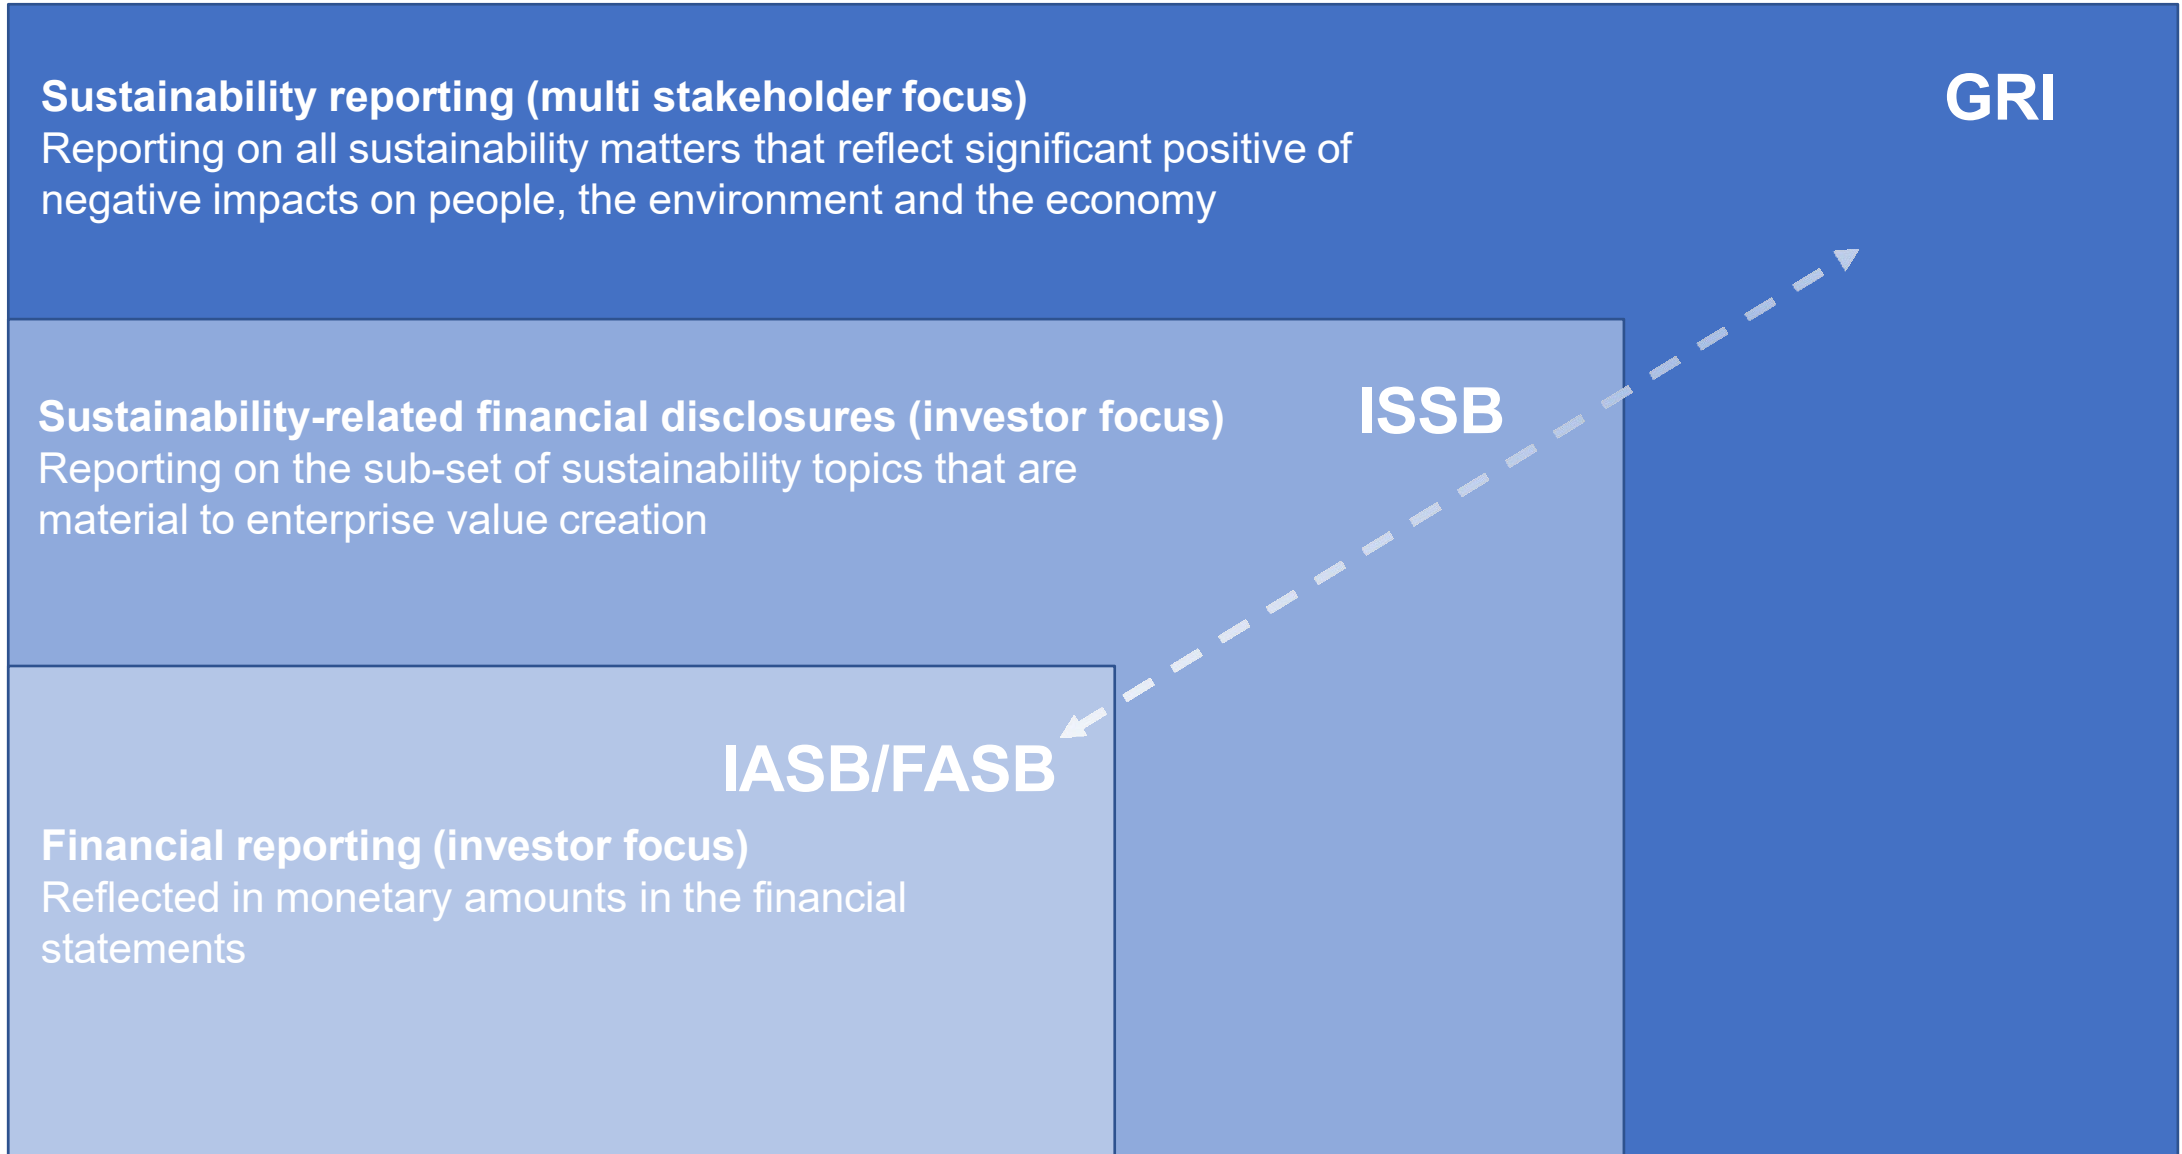 Sustainability reporting (multi stakeholder focus)
GRI
Reporting on all sustainability matters that reflect significant positive of
negative impacts on people, the environment and the economy
Sustainability-related financial disclosures (investor focus)
ISSB
Reporting on the sub-set of sustainability topics that are
material to enterprise value creation
IASB/FASB
Financial reporting (investor focus)
Reflected in monetary amounts in the financial
statements